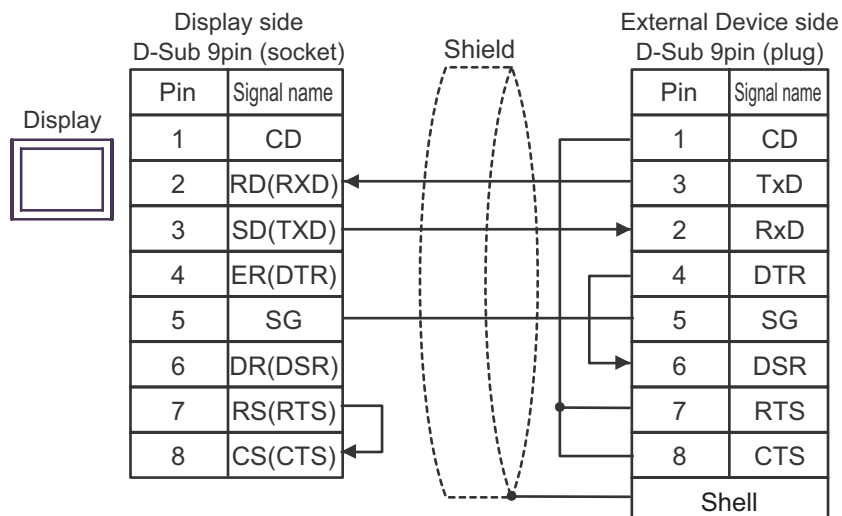 Display side
D-Sub 9pin (socket)
Shield
External Device side
D-Sub 9pin (plug)
Display
Pin Signal name
1 CD
2 RD(RXD)
3 SD(TXD)
4 ER(DTR)
5 SG
6 DR(DSR)
7 RS(RTS)
8 CS(CTS)
Pin Signal name
1 CD
3 TxD
2 RxD
4 DTR
5 SG
6 DSR
7 RTS
8 CTS
Shell